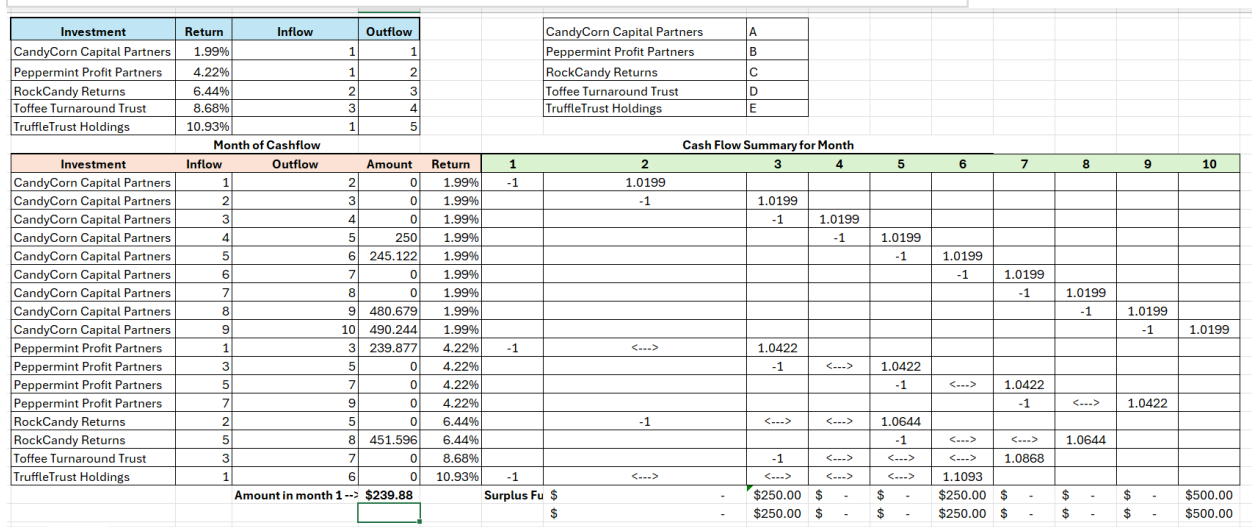 Investment Return Inflow Outflow CandyCorn Capital Partners A
CandyCorn Capital Partners 1.99% 1 1 Peppermint Profit Partners B
Peppermint Profit Partners 4.22% 1 2 RockCandy Returns C
RockCandy Returns 6.44% 2 3 Toffee Turnaround Trust D
Toffee Turnaround Trust 8.68% 3 4 TruffleTrust Holdings E
TruffleTrust Holdings 10.93% 1 5
Month of Cashflow Cash Flow Summary for Month
Investment Inflow Outflow Amount Return 1 2 3 4 5 6 7 8 9 10
CandyCorn Capital Partners 1 2 0 1.99% -1 1.0199
CandyCorn Capital Partners 2 3 0 1.99% -1 1.0199
CandyCorn Capital Partners 3 4 0 1.99% -1 1.0199
CandyCorn Capital Partners 4 5 250 1.99% -1 1.0199
CandyCorn Capital Partners 5 6 245.122 1.99% -1 1.0199
CandyCorn Capital Partners 6 7 0 1.99% -1 1.0199
CandyCorn Capital Partners 7 8 0 1.99% -1 1.0199
CandyCorn Capital Partners 8 9 480.679 1.99% -1 1.0199
CandyCorn Capital Partners 9 10 490.244 1.99% -1 1.0199
Peppermint Profit Partners 1 3 239.877 4.22% -1 <---> 1.0422
Peppermint Profit Partners 3 5 0 4.22% -1 <---> 1.0422
Peppermint Profit Partners 5 7 0 4.22% -1 <---> 1.0422
Peppermint Profit Partners 7 9 0 4.22% -1 <---> 1.0422
RockCandy Returns 2 5 0 6.44% -1 <---> <---> 1.0644
RockCandy Returns 5 8 451.596 6.44% -1 <---> <---> 1.0644
Toffee Turnaround Trust 3 7 0 8.68% -1 <---> <---> <---> 1.0868
TruffleTrust Holdings 1 6 0 10.93% -1 <---> <---> <---> <---> 1.1093
Amount in month 1 --> $239.88 Surplus Fu $ - $250.00 $ - $ - $250.00 $ - $ - $ - $500.00
$ - $250.00 $ - $ - $250.00 $ - $ - $ - $500.00